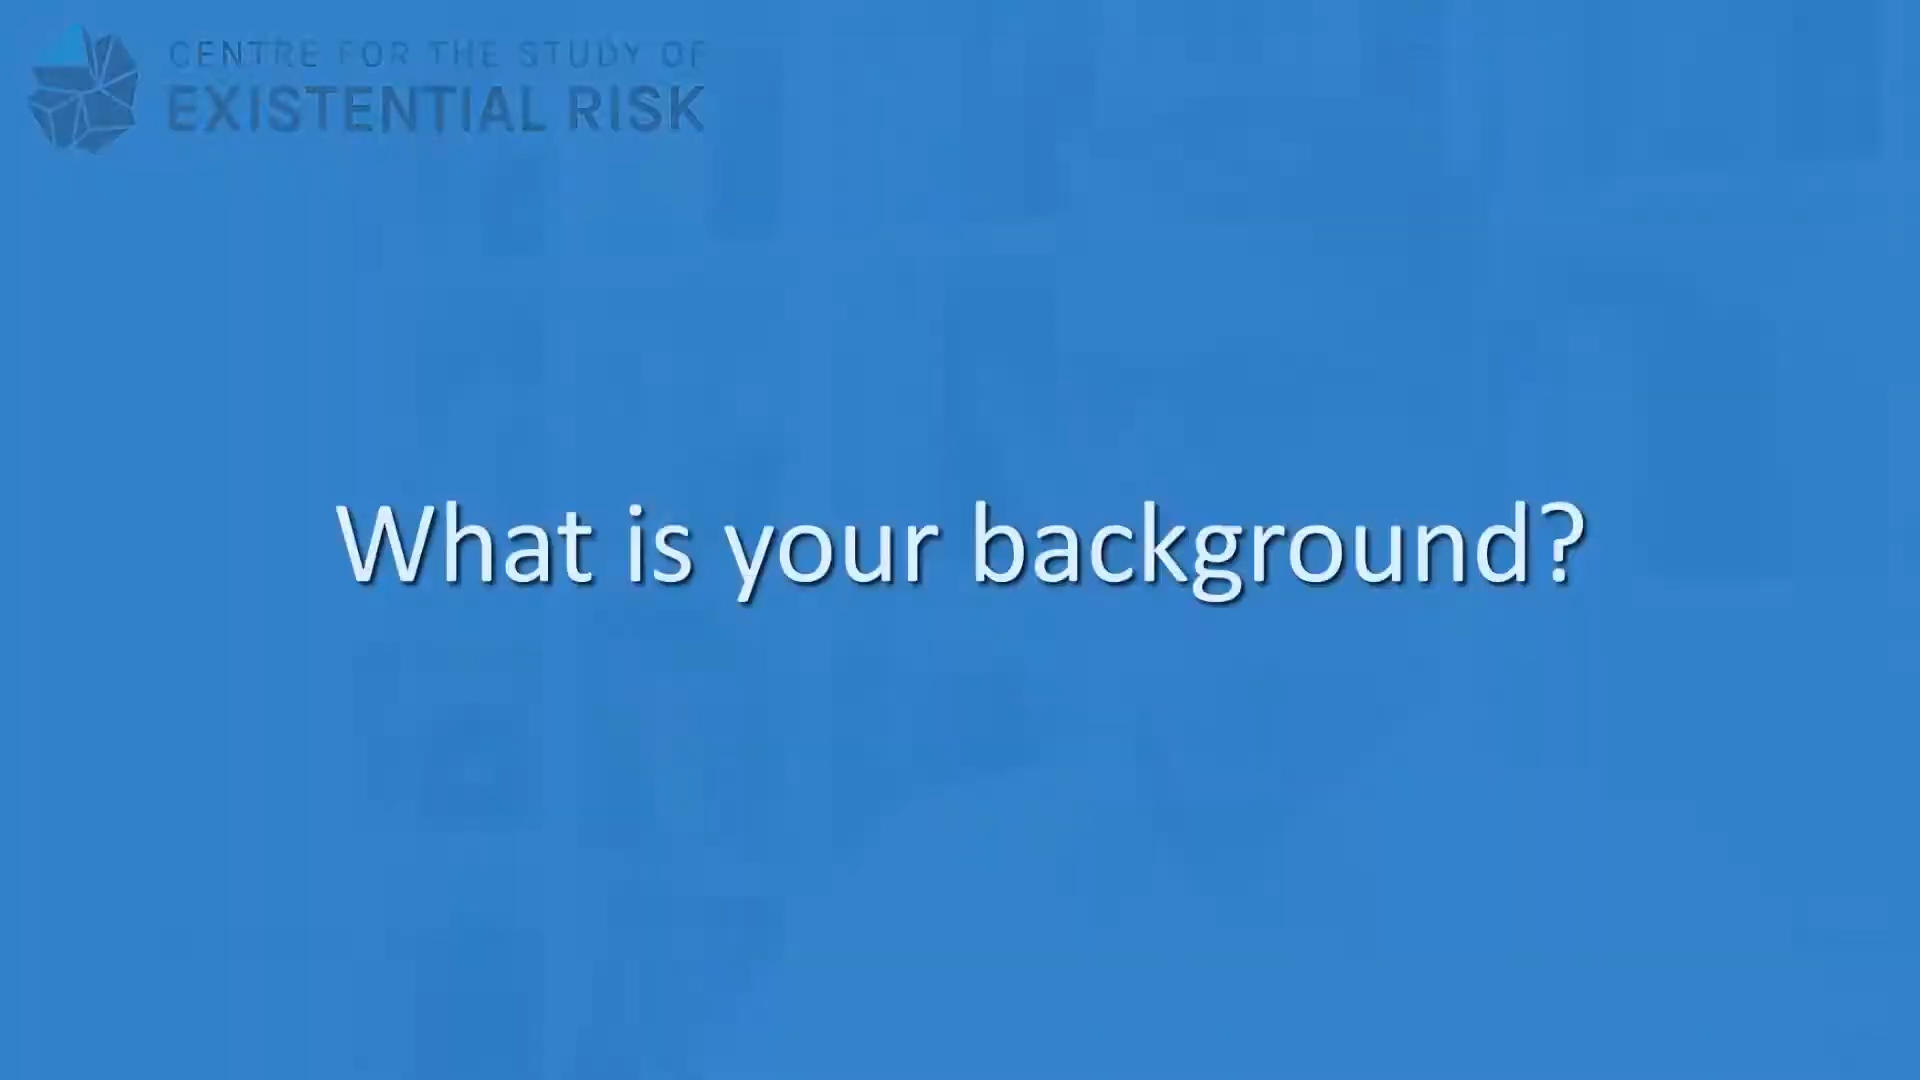 CENTRE FOR THE STUDY OF
EXISTENTIAL RISK
What is your background?